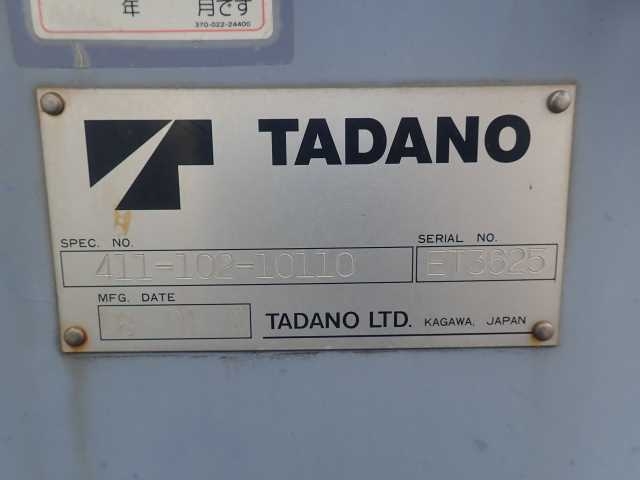 年 月です
370-022-24400
TADANO
SPEC. NO.
SERIAL NO.
411-102-10110
ET3625
MFG. DATE
TADANO LTD. KAGAWA, JAPAN